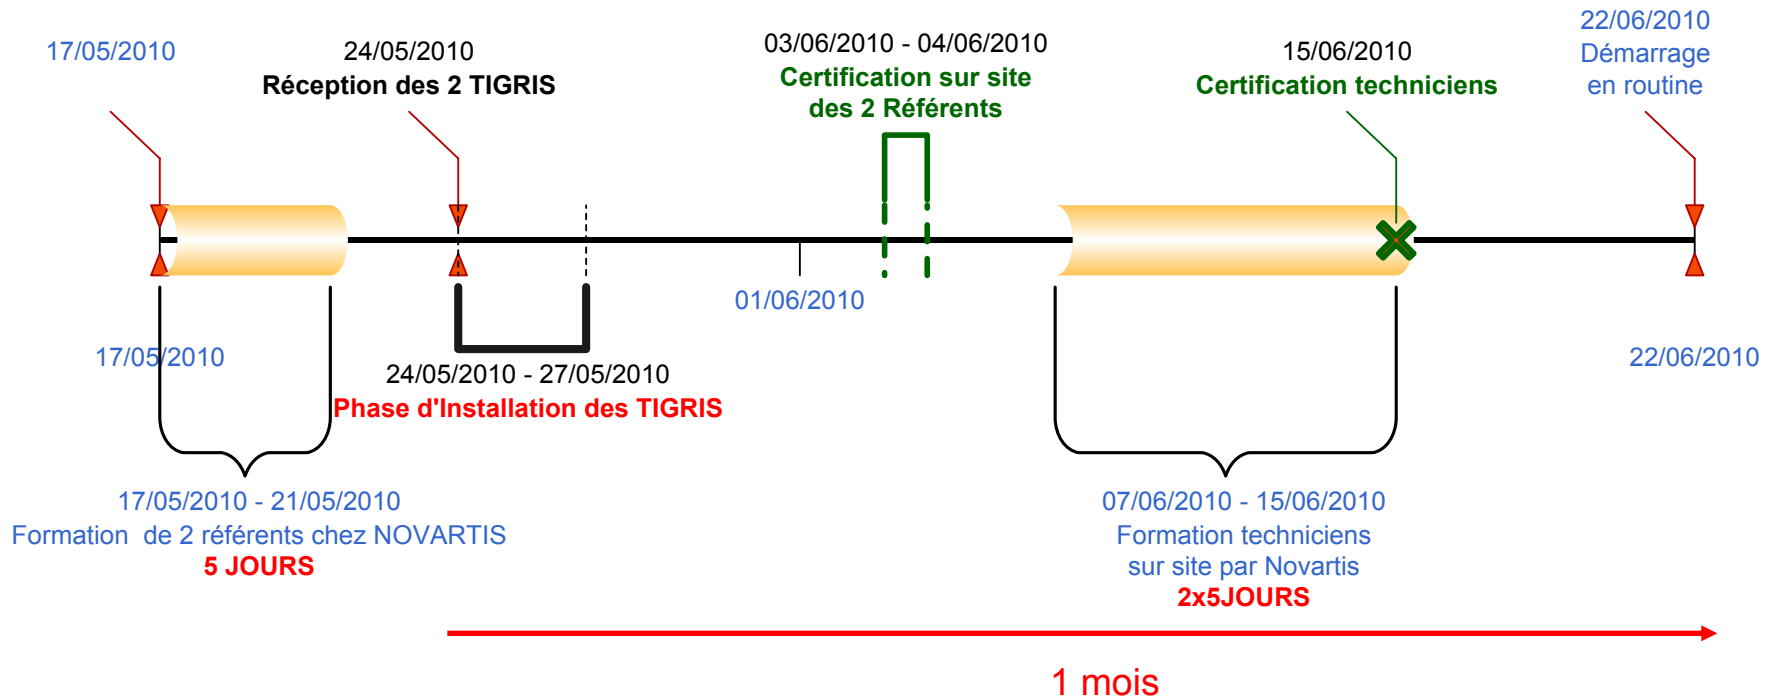 17/05/2010
24/05/2010
Réception des 2 TIGRIS
03/06/2010 - 04/06/2010
Certification sur site
des 2 Référents
15/06/2010
Certification techniciens
22/06/2010
Démarrage
en routine
01/06/2010
17/05/2010
22/06/2010
24/05/2010 - 27/05/2010
Phase d'Installation des TIGRIS
17/05/2010 - 21/05/2010
Formation  de 2 référents chez NOVARTIS
5 JOURS
07/06/2010 - 15/06/2010
Formation techniciens
sur site par Novartis
2x5JOURS
1 mois